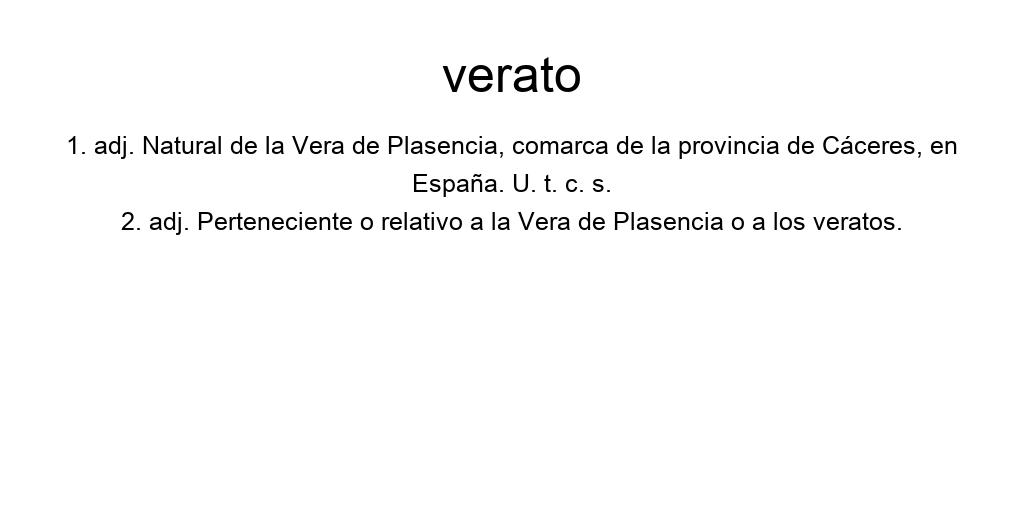 verato
1. adj. Natural de la Vera de Plasencia, comarca de la provincia de Cáceres, en
España. U. t. c. s.
2. adj. Perteneciente o relativo a la Vera de Plasencia o a los veratos.